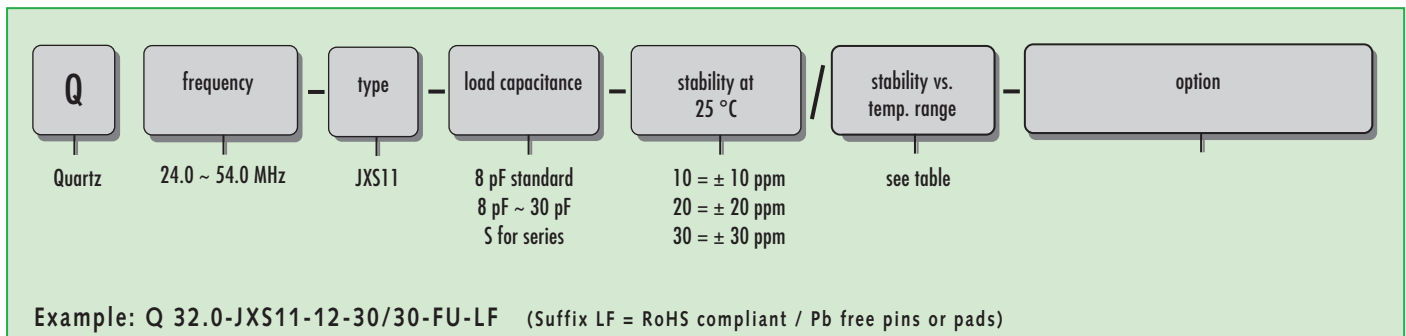 Q
frequency
–
type
–
load capacitance
–
stability at
25 °C
/
stability vs.
temp. range
–
option
Quartz
24.0 ~ 54.0 MHz
JXS11
8 pF standard
8 pF ~ 30 pF
S for series
10 = ± 10 ppm
20 = ± 20 ppm
30 = ± 30 ppm
see table
Example: Q 32.0-JXS11-12-30/30-FU-LF (Suffix LF = RoHS compliant / Pb free pins or pads)